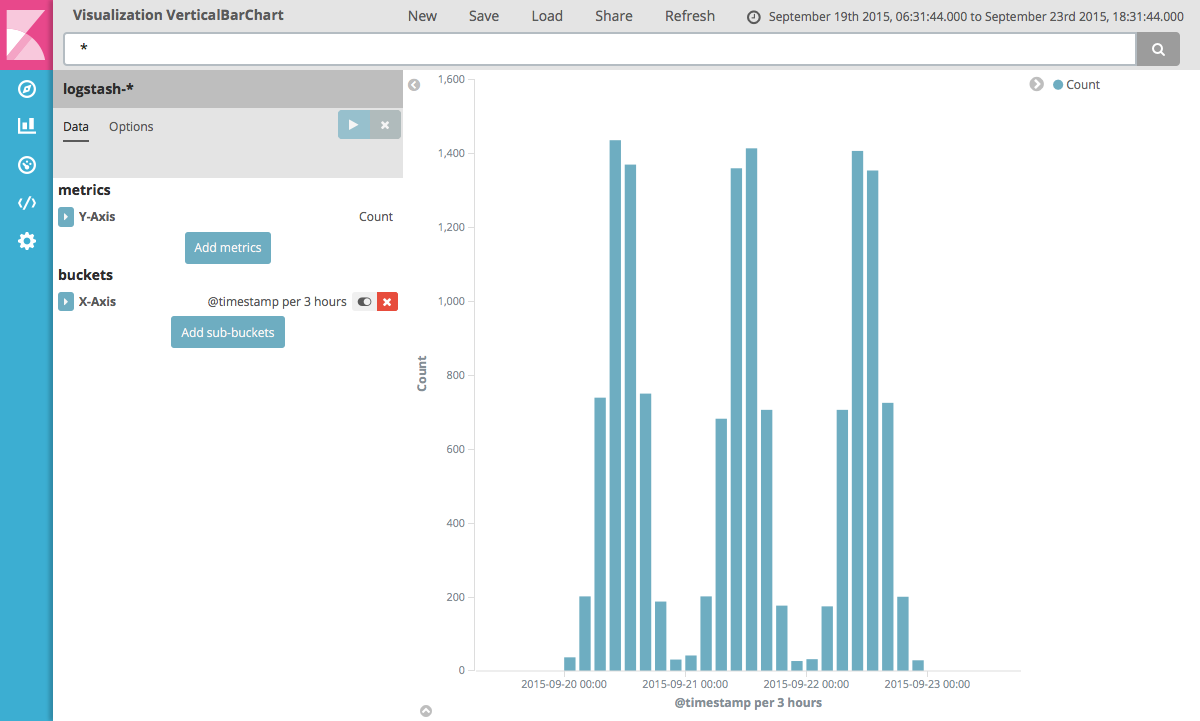 Visualization VerticalBarChart
New Save Load Share Refresh September 19th 2015, 06:31:44.000 to September 23rd 2015, 18:31:44.000
*
logstash-*
Data Options
metrics
Y-Axis Count
Add metrics
buckets
X-Axis @timestamp per 3 hours
Add sub-buckets
Count
1,600
1,400
1,200
1,000
800
600
400
200
0
Count
2015-09-20 00:00 2015-09-21 00:00 2015-09-22 00:00 2015-09-23 00:00
@timestamp per 3 hours